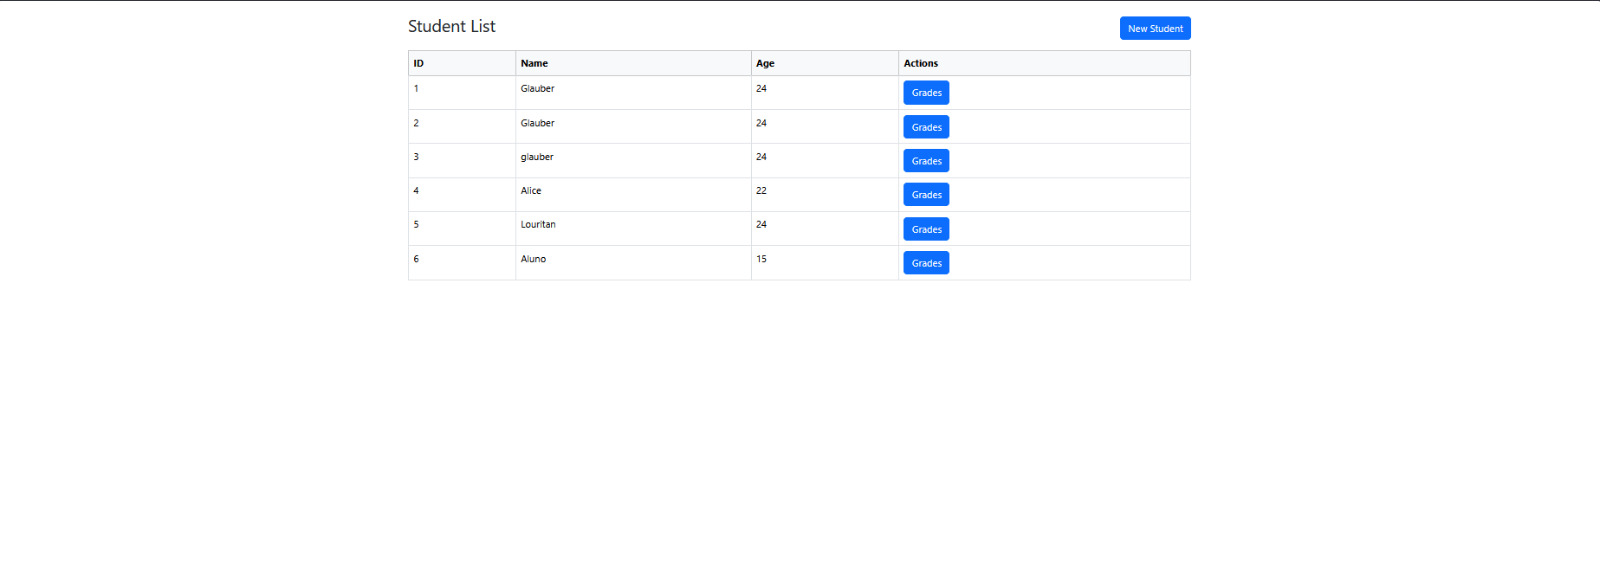 Student List
New Student
ID Name Age Actions
1 Glauber 24 Grades
2 Glauber 24 Grades
3 glauber 24 Grades
4 Alice 22 Grades
5 Louritan 24 Grades
6 Aluno 15 Grades